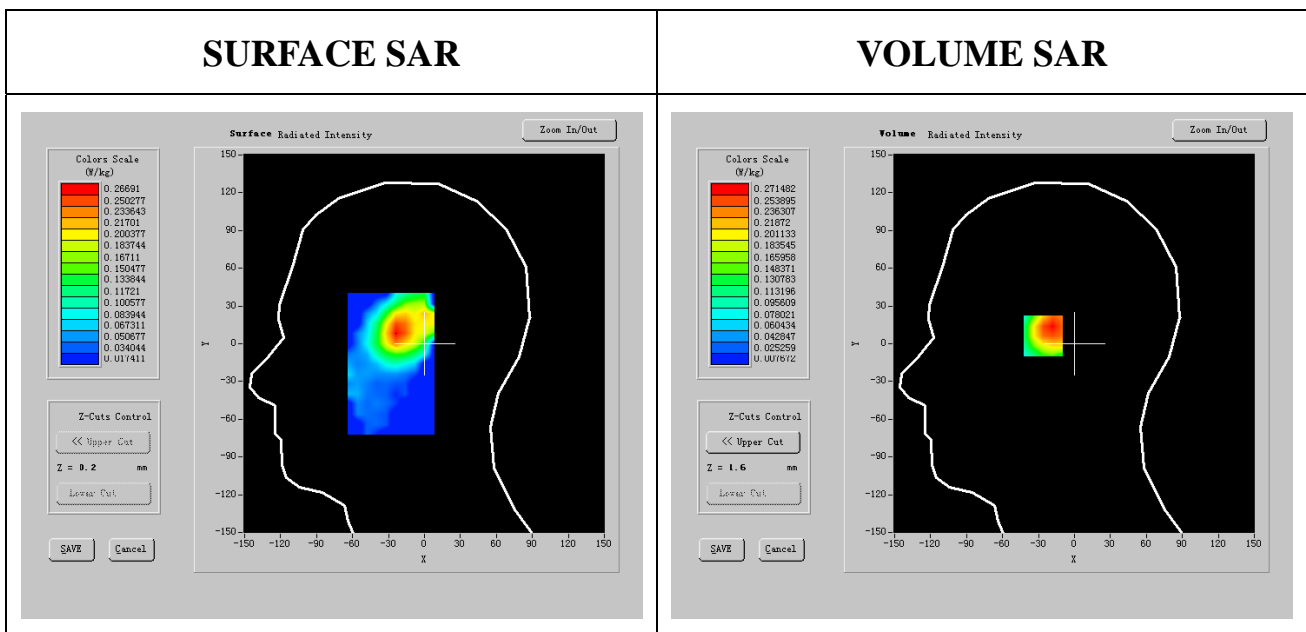 SURFACE SAR
VOLUME SAR
Surface Radiated Intensity
Zoom In/Out
Colors Scale
(W/kg)
0.26691
0.250277
0.233643
0.21701
0.200377
0.183744
0.16711
0.150477
0.133844
0.11721
0.100577
0.083944
0.067311
0.050677
0.034044
0.017411
Z-Cuts Control
<< Upper Cut
Z = 0.2 mm
Lower Cut
SAVE
Cancel
150
120
90
60
30
0
-30
-60
-90
-120
-150
Y
-150 -120 -90 -60 -30 0 30 60 90 120 150
X
Volume Radiated Intensity
Zoom In/Out
Colors Scale
(W/kg)
0.271482
0.253895
0.236307
0.21872
0.201133
0.183545
0.165958
0.148371
0.130783
0.113196
0.095609
0.078021
0.060434
0.042847
0.025259
0.007672
Z-Cuts Control
<< Upper Cut
Z = 1.6 mm
Lower Cut
SAVE
Cancel
150
120
90
60
30
0
-30
-60
-90
-120
-150
Y
-150 -120 -90 -60 -30 0 30 60 90 120 150
X